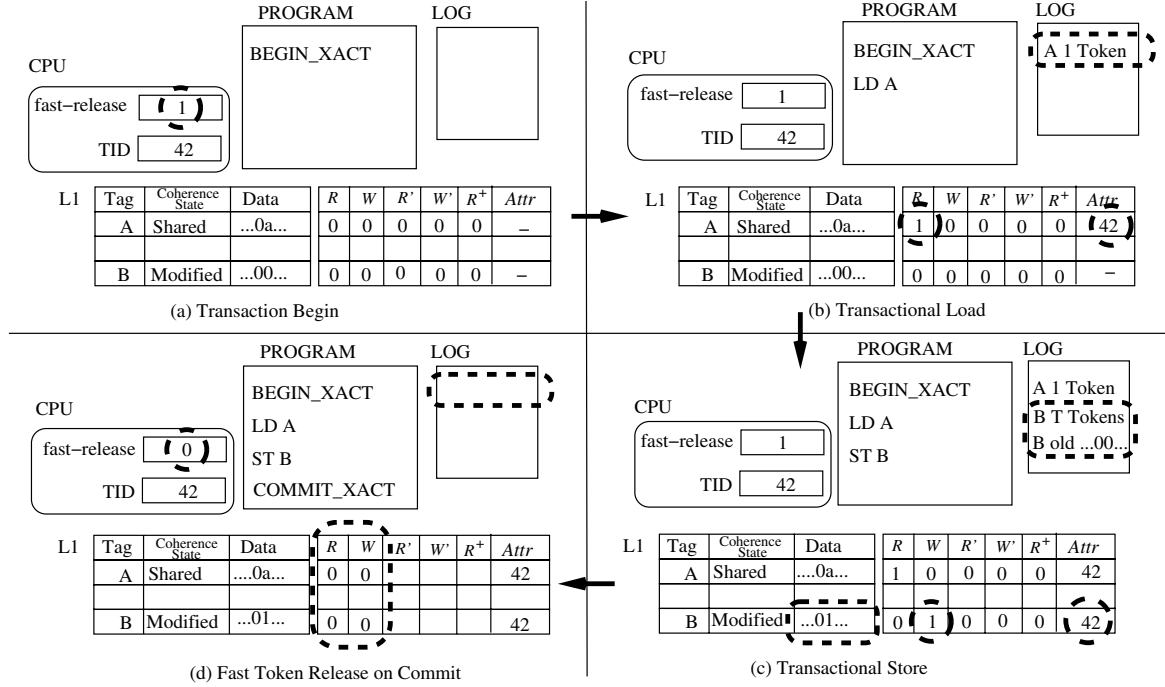 PROGRAM LOG
BEGIN_XACT
CPU
fast−release 1
TID 42
L1 Tag Coherence State Data R W R' W' R+ Attr
A Shared ...0a... 0 0 0 0 0 −
B Modified ...00... 0 0 0 0 0 −
(a) Transaction Begin
PROGRAM LOG
BEGIN_XACT A 1 Token
LD A
CPU
fast−release 1
TID 42
L1 Tag Coherence State Data R W R' W' R+ Attr
A Shared ...0a... 1 0 0 0 0 42
B Modified ...00... 0 0 0 0 0 −
(b) Transactional Load
PROGRAM LOG
BEGIN_XACT
LD A
ST B
COMMIT_XACT
CPU
fast−release 0
TID 42
L1 Tag Coherence State Data R W R' W' R+ Attr
A Shared ....0a... 0 0 42
B Modified ...01... 0 0 42
(d) Fast Token Release on Commit
PROGRAM LOG
BEGIN_XACT A 1 Token
LD A B T Tokens
ST B B old ...00...
CPU
fast−release 1
TID 42
L1 Tag Coherence State Data R W R' W' R+ Attr
A Shared ....0a... 1 0 0 0 0 42
B Modified ...01... 0 1 0 0 0 42
(c) Transactional Store